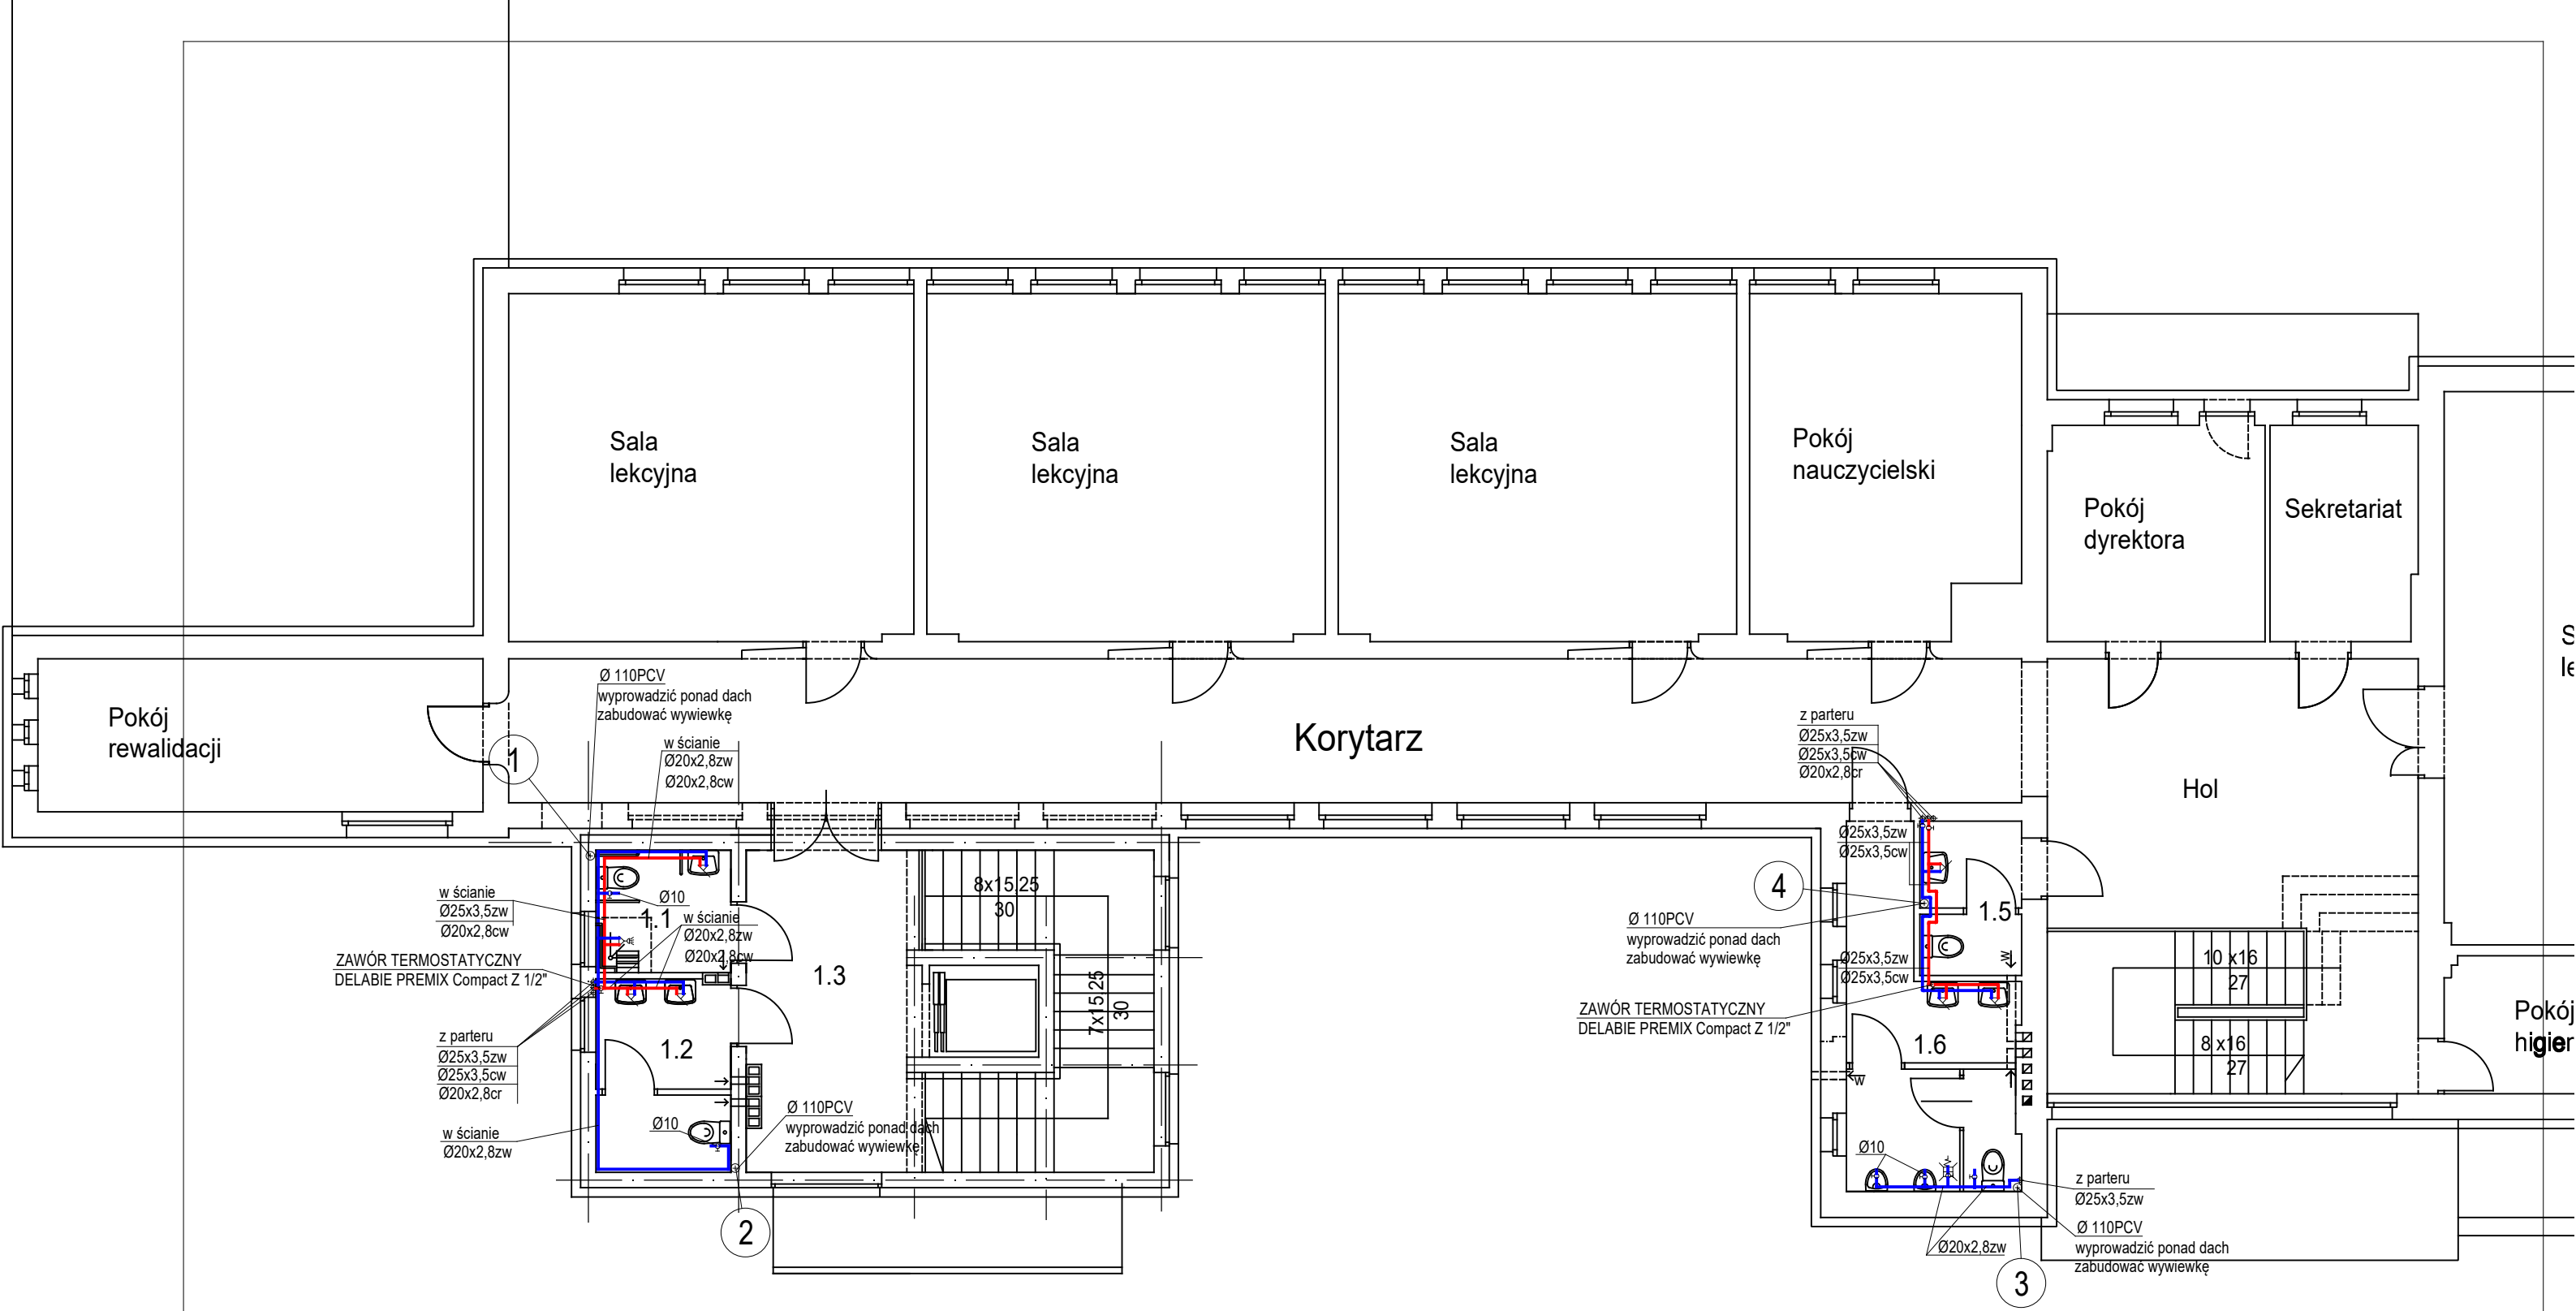 Sala
lekcyjna
Sala
lekcyjna
Sala
lekcyjna
Pokój
nauczycielski
Pokój
dyrektora
Sekretariat
Pokój
rewalidacji
Korytarz
Hol
Ø 110PCV
wyprowadzić ponad dach
zabudować wywiewkę
1
w ścianie
Ø20x2,8zw
Ø20x2,8cw
w ścianie
Ø25x3,5zw
Ø20x2,8cw
Ø10
1.1
w ścianie
Ø20x2,8zw
Ø20x2,8cw
ZAWÓR TERMOSTATYCZNY
DELABIE PREMIX Compact Z 1/2"
1.3
1.2
z parteru
Ø25x3,5zw
Ø25x3,5cw
Ø20x2,8cr
w ścianie
Ø20x2,8zw
Ø10
Ø 110PCV
wyprowadzić ponad dach
zabudować wywiewkę
2
8x15.25
30
7x15.25
30
z parteru
Ø25x3,5zw
Ø25x3,5cw
Ø20x2,8cr
Ø25x3,5zw
Ø25x3,5cw
4
Ø 110PCV
wyprowadzić ponad dach
zabudować wywiewkę
1.5
Ø25x3,5zw
Ø25x3,5cw
W
ZAWÓR TERMOSTATYCZNY
DELABIE PREMIX Compact Z 1/2"
1.6
W
Ø10
Ø20x2,8zw
z parteru
Ø25x3,5zw
Ø 110PCV
wyprowadzić ponad dach
zabudować wywiewkę
3
10 x16
27
8 x16
27
Pokój